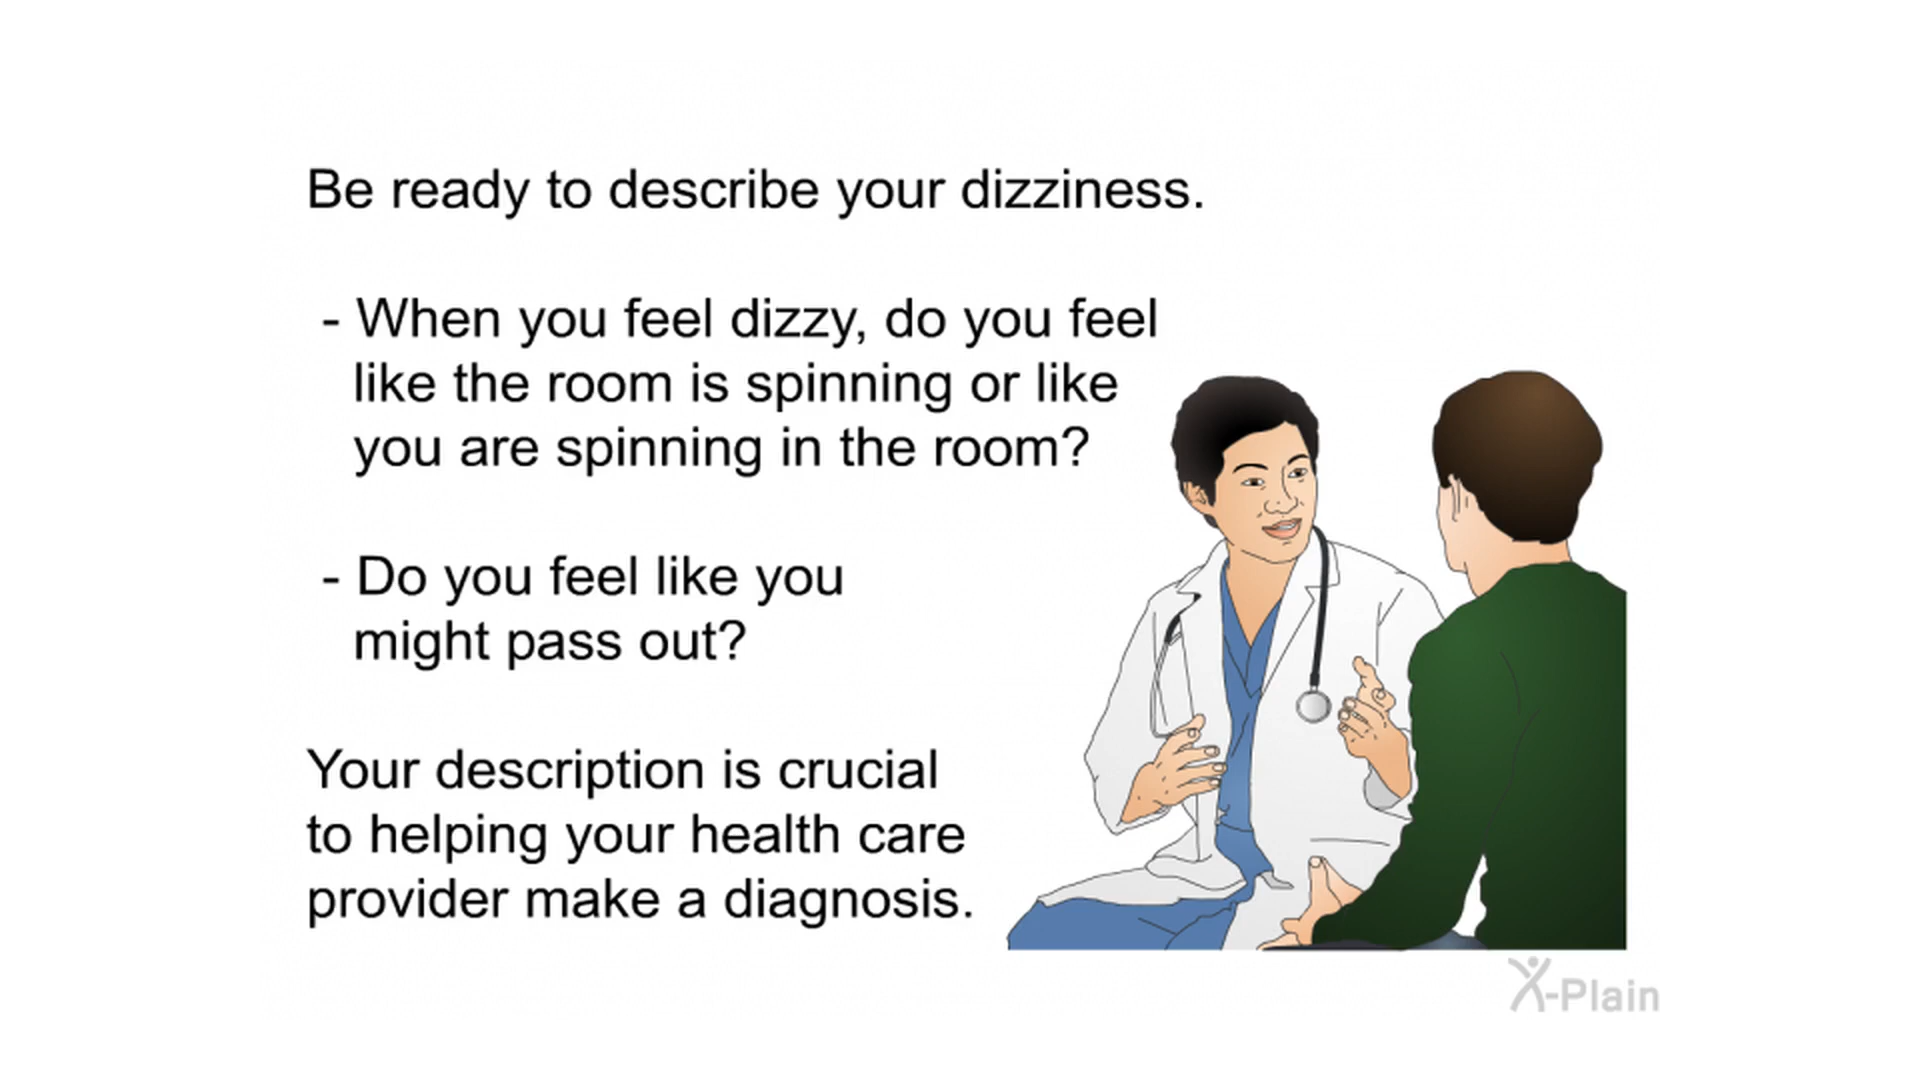 Be ready to describe your dizziness.
- When you feel dizzy, do you feel
like the room is spinning or like
you are spinning in the room?
- Do you feel like you
might pass out?
Your description is crucial
to helping your health care
provider make a diagnosis.
X-Plain